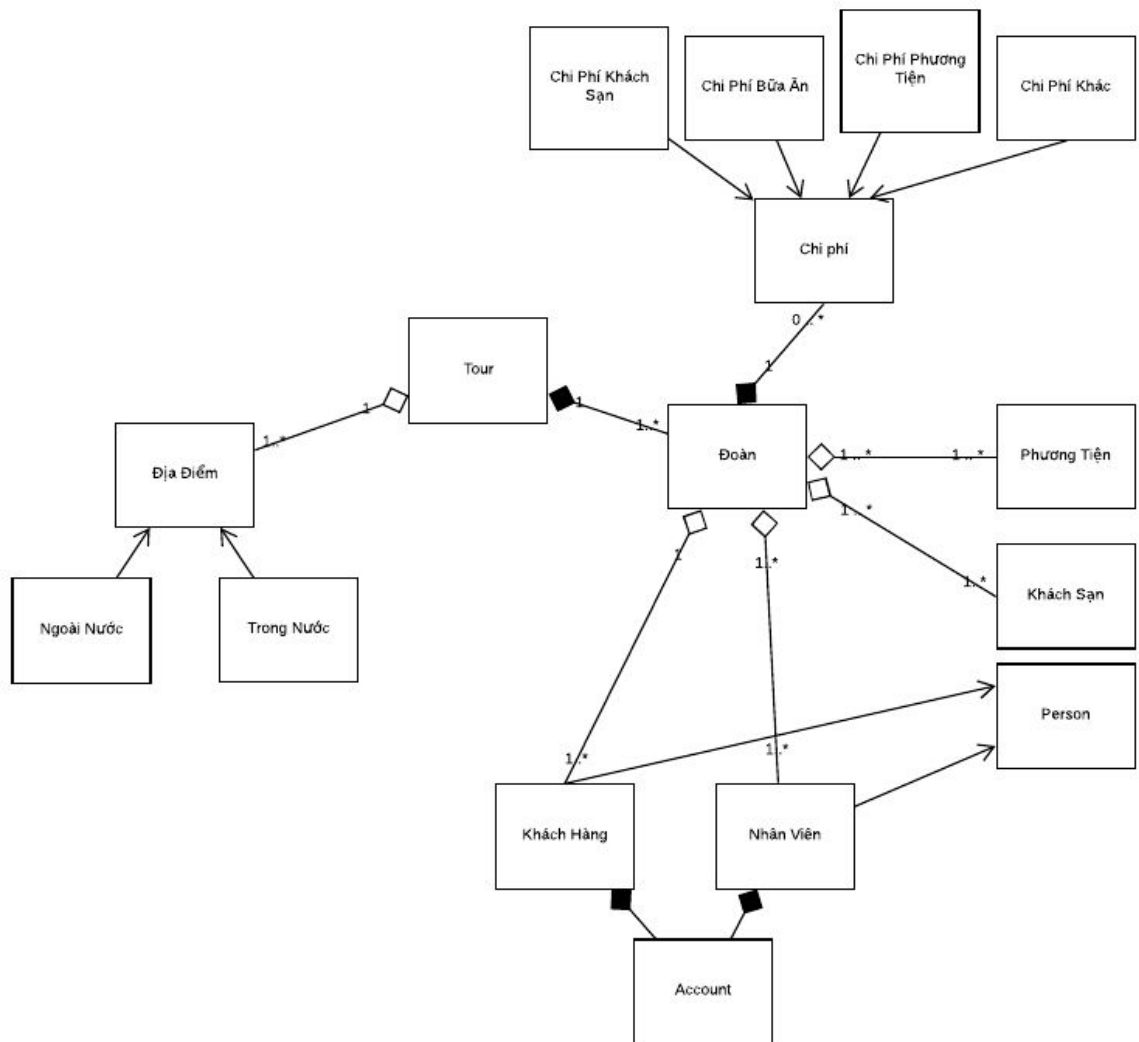 Chi Phí Khách
Sạn
Chi Phí Bữa Ăn
Chi Phí Phương
Tiện
Chi Phí Khác
Chi phí
0 .. *
1
Tour
1
1..*
1
1..*
Địa Điểm
Đoàn
1 .. *
1 .. *
Phương Tiện
1 .. *
1..*
Khách Sạn
1
1..*
Ngoài Nước
Trong Nước
Person
1..*
1..*
Khách Hàng
Nhân Viên
Account